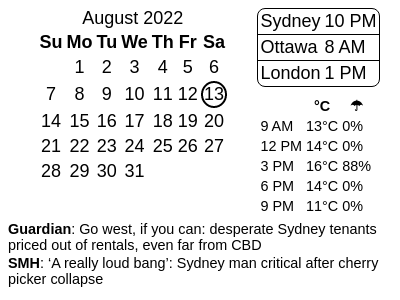 August 2022
Su Mo Tu We Th Fr Sa
1 2 3 4 5 6
7 8 9 10 11 12 13
14 15 16 17 18 19 20
21 22 23 24 25 26 27
28 29 30 31
Sydney 10 PM
Ottawa 8 AM
London 1 PM
°C ☂
9 AM 13°C 0%
12 PM 14°C 0%
3 PM 16°C 88%
6 PM 14°C 0%
9 PM 11°C 0%
Guardian: Go west, if you can: desperate Sydney tenants
priced out of rentals, even far from CBD
SMH: ‘A really loud bang’: Sydney man critical after cherry
picker collapse